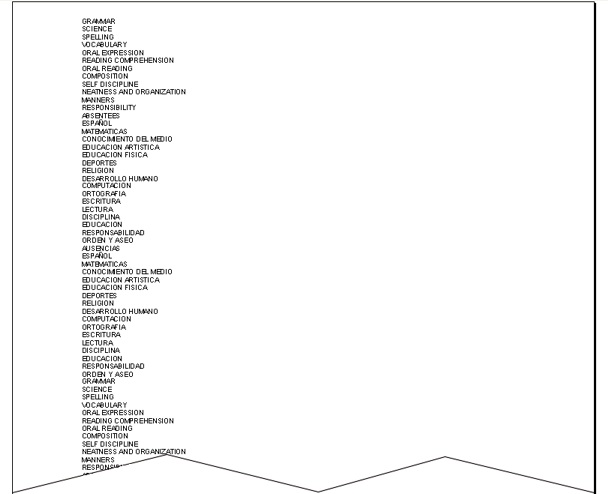 GRAMMAR
SCIENCE
SPELLING
VOCABULARY
ORAL EXPRESSION
READING COMPREHENSION
ORAL READING
COMPOSITION
SELF DISCIPLINE
NEATNESS AND ORGANIZATION
MANNERS
RESPONSIBILITY
ABSENTEES
ESPAÑOL
MATEMATICAS
CONOCIMIENTO DEL MEDIO
EDUCACION ARTISTICA
EDUCACION FISICA
DEPORTES
RELIGION
DESARROLLO HUMANO
COMPUTACION
ORTOGRAFIA
ESCRITURA
LECTURA
DISCIPLINA
EDUCACION
RESPONSABILIDAD
ORDEN Y ASEO
AUSENCIAS
ESPAÑOL
MATEMATICAS
CONOCIMIENTO DEL MEDIO
EDUCACION ARTISTICA
EDUCACION FISICA
DEPORTES
RELIGION
DESARROLLO HUMANO
COMPUTACION
ORTOGRAFIA
ESCRITURA
LECTURA
DISCIPLINA
EDUCACION
RESPONSABILIDAD
ORDEN Y ASEO
GRAMMAR
SCIENCE
SPELLING
VOCABULARY
ORAL EXPRESSION
READING COMPREHENSION
ORAL READING
COMPOSITION
SELF DISCIPLINE
NEATNESS AND ORGANIZATION
MANNERS